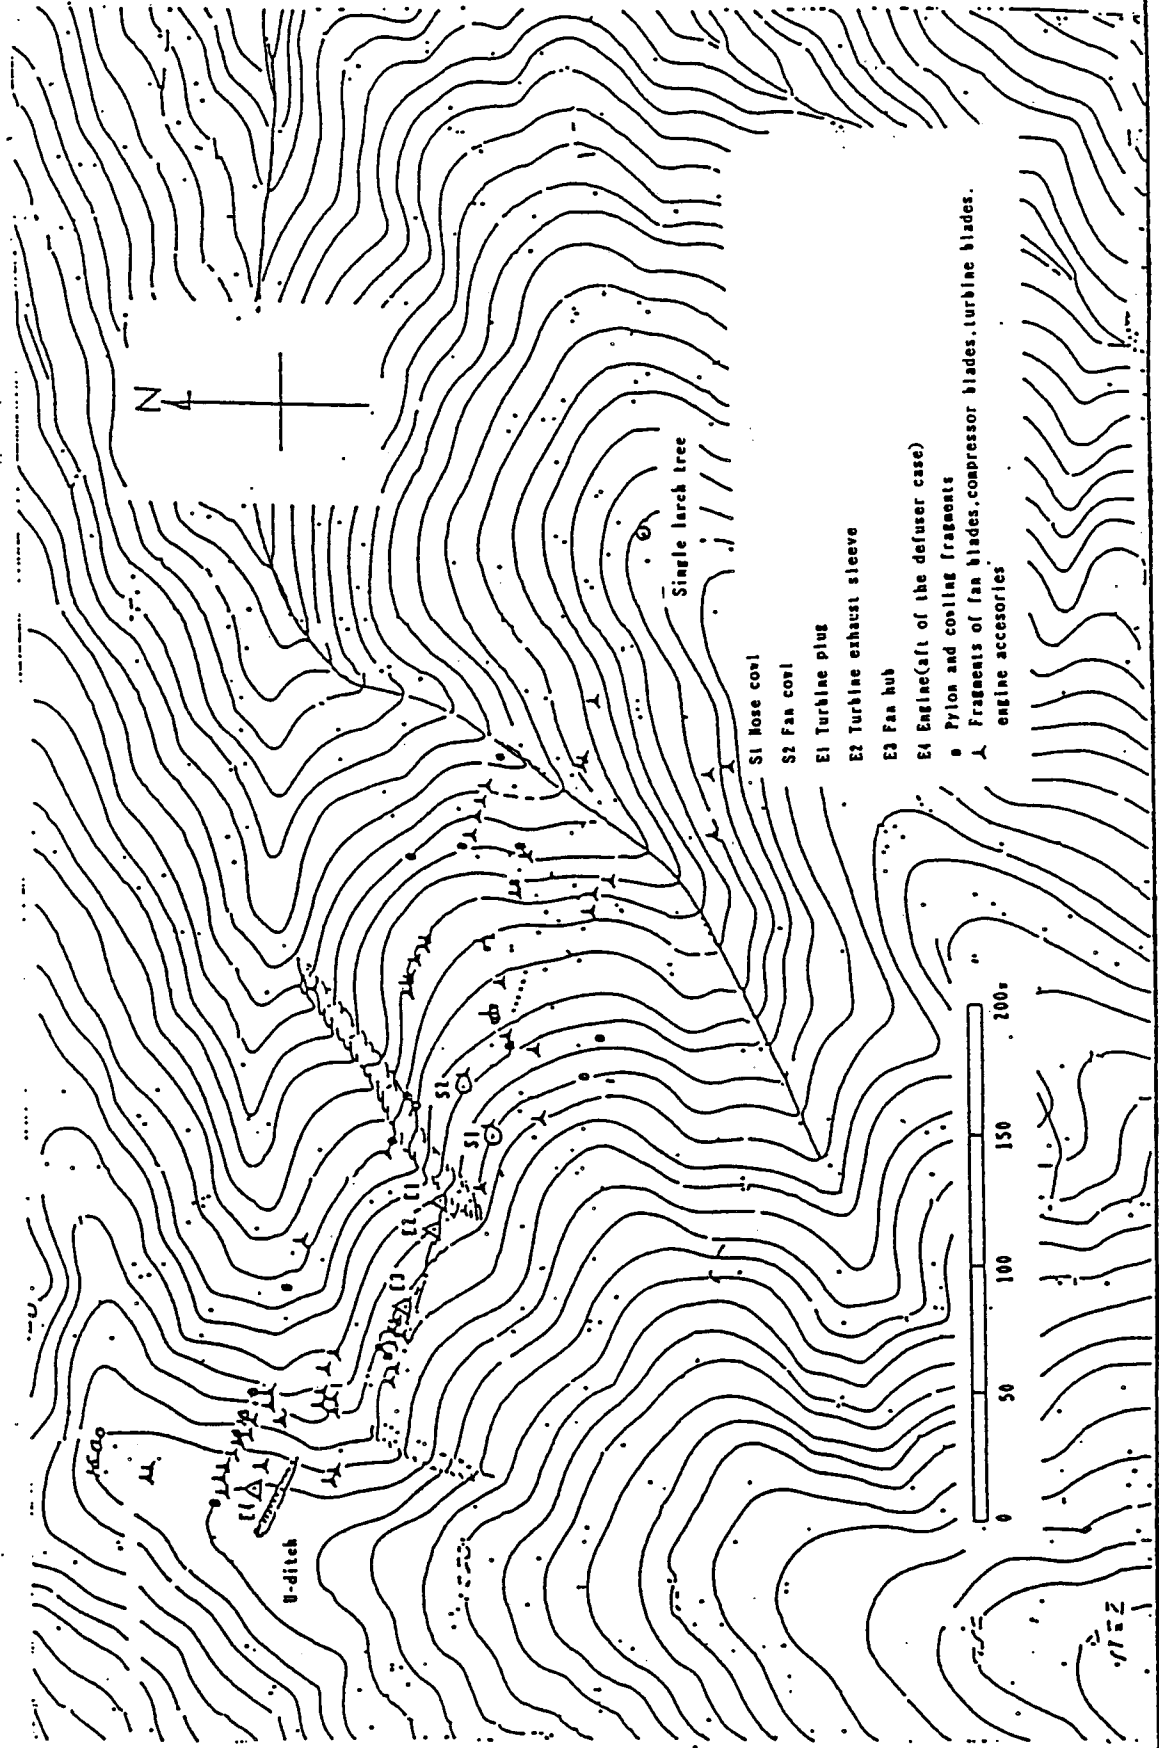 N
Single larch tree
S1 Nose cowl
S2 Fan cowl
E1 Turbine plug
E2 Turbine exhaust sleeve
E3 Fan hub
E4 Engine(aft of the defuser case)
Pylon and cowling fragments
Fragments of fan blades,compressor blades,turbine blades.
engine accesories
S2
S1
E1
E2
E3
E4
U-ditch
0 50 100 150 200m